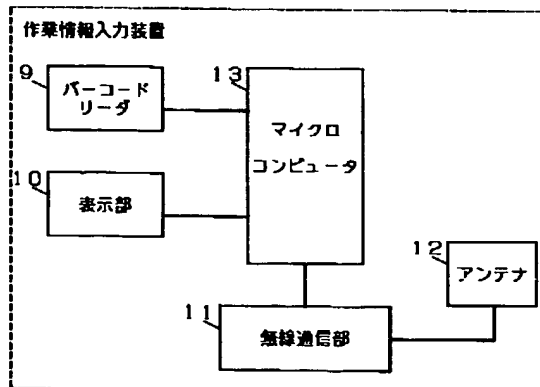 作業情報入力装置
9
バーコード
リーダ
13
マイクロ
コンピュータ
10
表示部
12
アンテナ
11
無線通信部